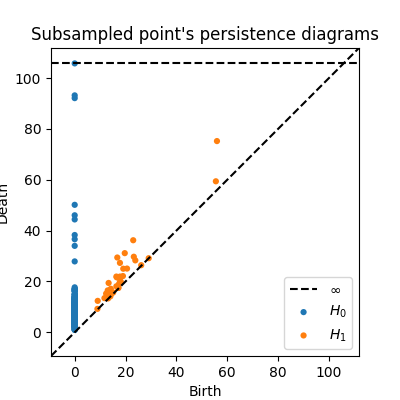 Subsampled point's persistence diagrams
100
80
60
40
20
0
Death
0 20 40 60 80 100
Birth
∞
H₀
H₁